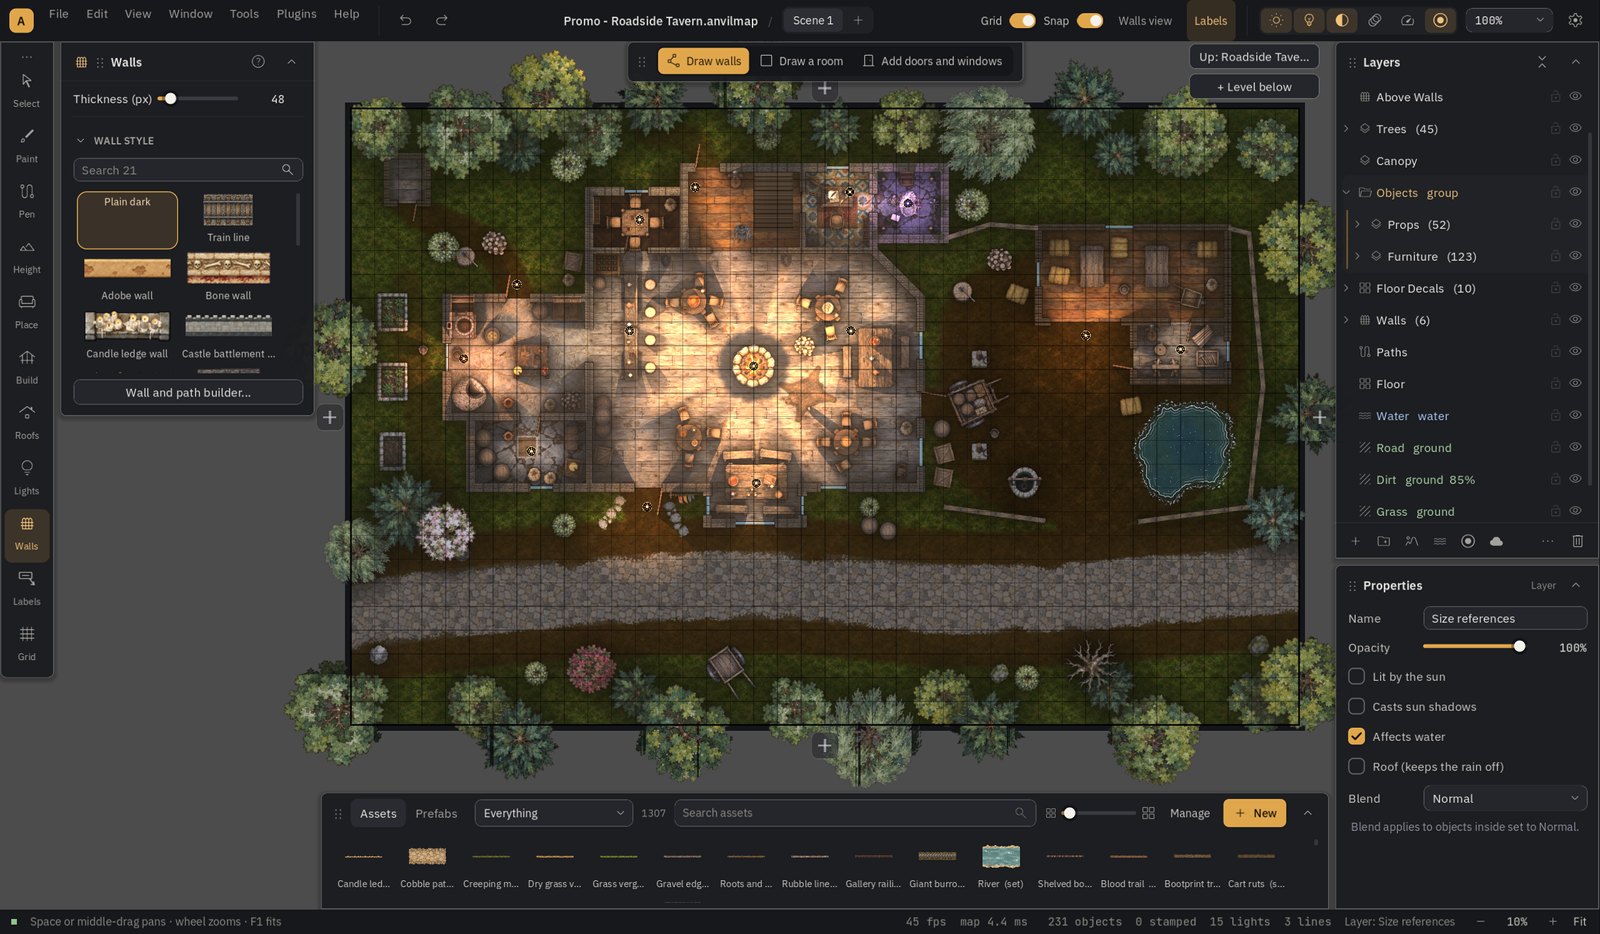 A File Edit View Window Tools Plugins Help
Promo - Roadside Tavern.anvilmap / Scene 1 +
Grid Snap Walls view Labels 100%
Select
Paint
Pen
Height
Place
Build
Roofs
Lights
Walls
Labels
Grid
Walls
Thickness (px) 48
WALL STYLE
Search 21
Plain dark
Train line
Adobe wall Bone wall
Candle ledge wall Castle battlement ...
Wall and path builder...
Draw walls Draw a room Add doors and windows
Up: Roadside Tave...
+ Level below
Layers
Above Walls
Trees (45)
Canopy
Objects group
Props (52)
Furniture (123)
Floor Decals (10)
Walls (6)
Paths
Floor
Water water
Road group
Dirt ground 85%
Grass ground
Properties Layer
Name Size references
Opacity 100%
Lit by the sun
Casts sun shadows
Affects water
Roof (keeps the rain off)
Blend Normal
Blend applies to objects inside set to Normal.
Assets Prefabs Everything 1307 Search assets Manage + New
Candle led... Cobble pat... Creeping m... Dry grass v... Grass verg... Gravel edg... Roots and ... Rubble line... Gallery raili... Giant burro... River (set) Shelved bo... Blood trail ... Bootprint tr... Cart ruts (s...
Space or middle-drag pans · wheel zooms · F1 fits
45 fps map 4.4 ms 231 objects 0 stamped 15 lights 3 lines Layer: Size references − 10% + Fit